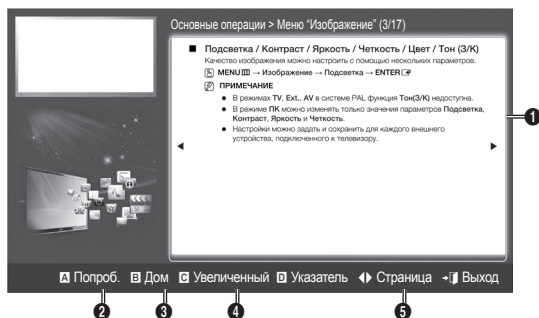 Основные операции > Меню “Изображение” (3/17)
■ Подсветка / Контраст / Яркость / Четкость / Цвет / Тон (З/К)
Качество изображения можно настроить с помощью нескольких параметров.
MENU → Изображение → Подсветка → ENTER
ПРИМЕЧАНИЕ
● В режимах TV, Ext., AV в системе PAL функция Тон(З/К) недоступна.
● В режиме ПК можно изменять только значения параметров Подсветка,
Контраст, Яркость и Четкость.
● Настройки можно задать и сохранить для каждого внешнего
устройства, подключенного к телевизору.
◀ ▶
1
A Попроб. B Дом C Увеличенный D Указатель Страница Выход
2 3 4 5